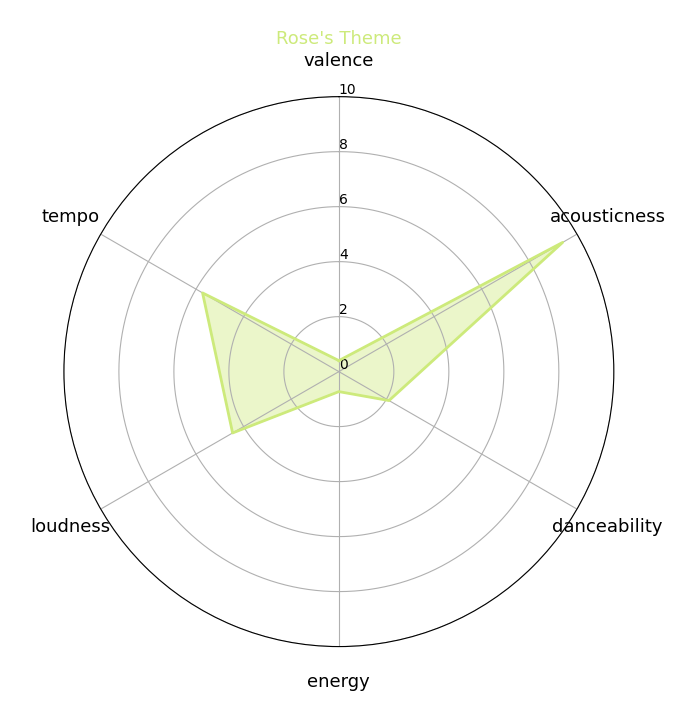 Rose's Theme
valence
10
8
tempo
6
acousticness
4
2
0
loudness
danceability
energy